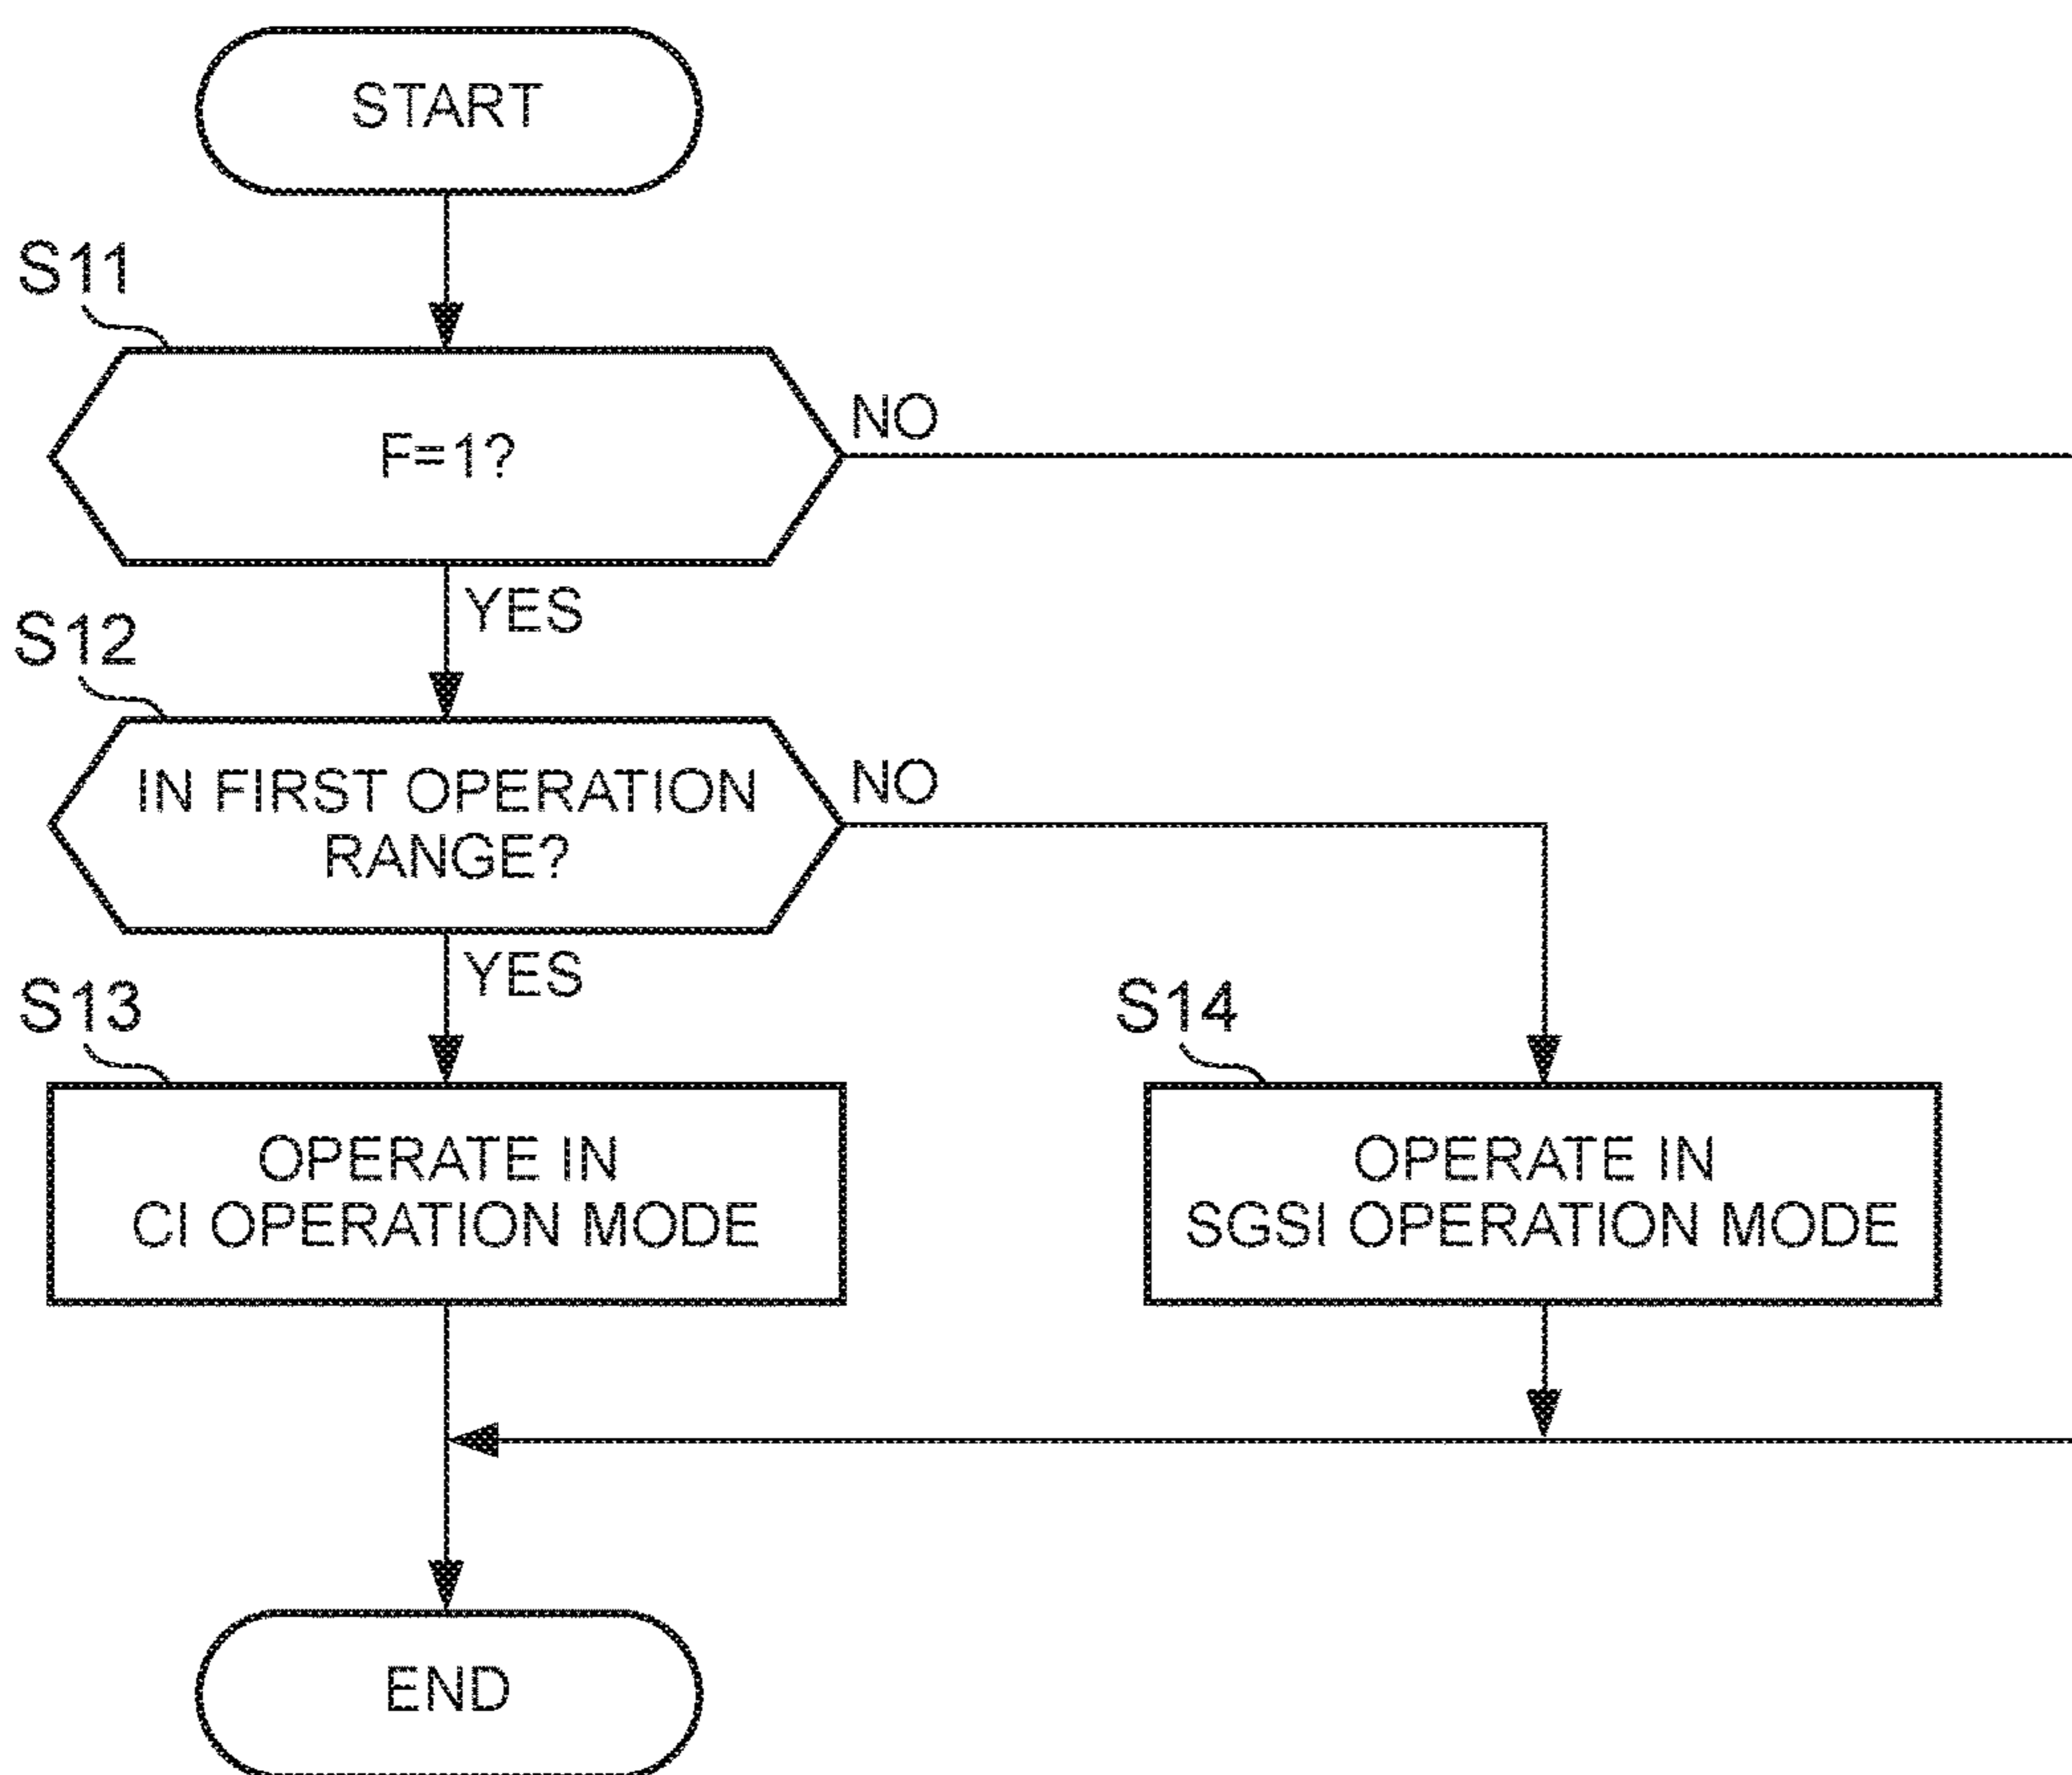 START
S11
F=1?
NO
YES
S12
IN FIRST OPERATION
RANGE?
NO
YES
S13
OPERATE IN
CI OPERATION MODE
S14
OPERATE IN
SGSI OPERATION MODE
END